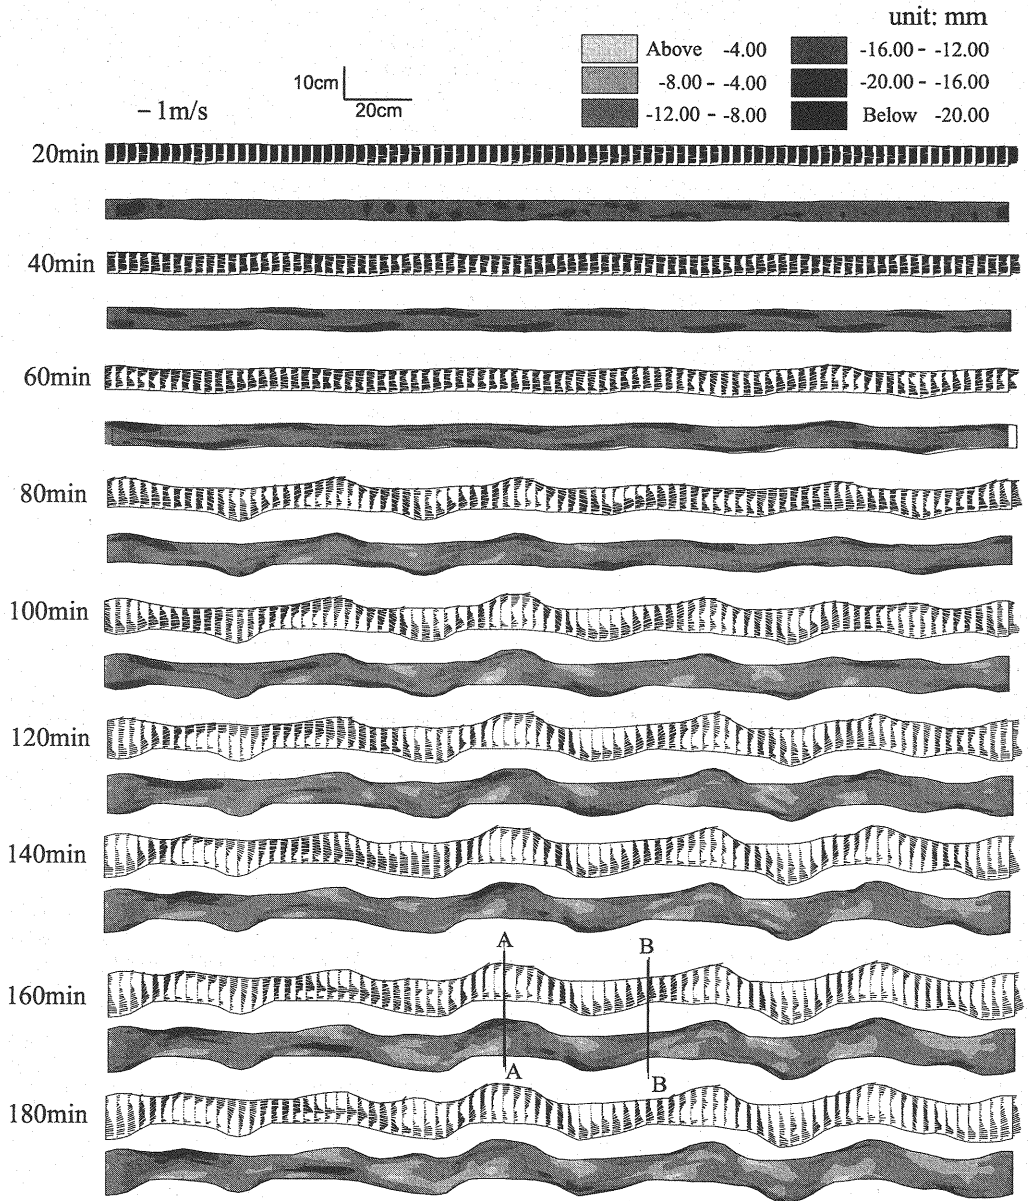 unit: mm
Above -4.00
-16.00 - -12.00
10cm
-8.00 - -4.00
-20.00 - -16.00
20cm
– 1m/s
-12.00 - -8.00
Below -20.00
20min
40min
60min
80min
100min
120min
140min
A
B
160min
A
B
180min